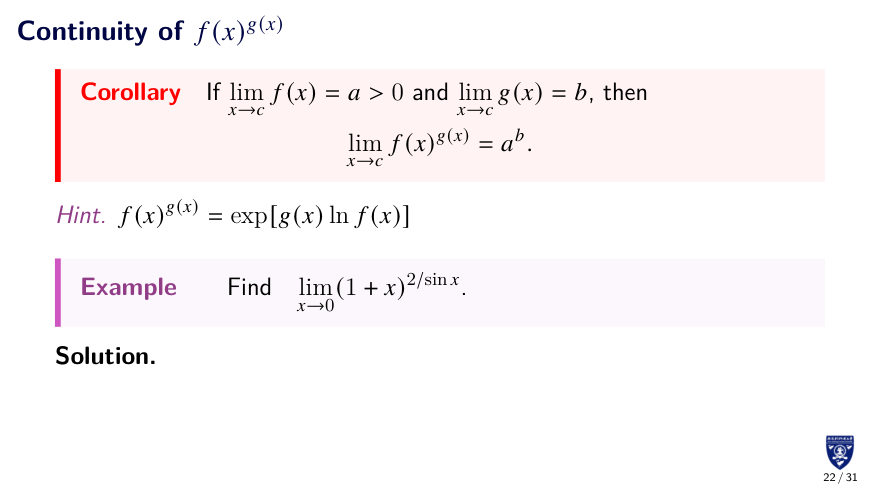 Continuity of f(x)^{g(x)}
Corollary If lim_{x→c} f(x) = a > 0 and lim_{x→c} g(x) = b, then
lim_{x→c} f(x)^{g(x)} = a^b.
Hint. f(x)^{g(x)} = exp[g(x) ln f(x)]
Example Find lim_{x→0} (1 + x)^{2/sin x}.
Solution.
22 / 31